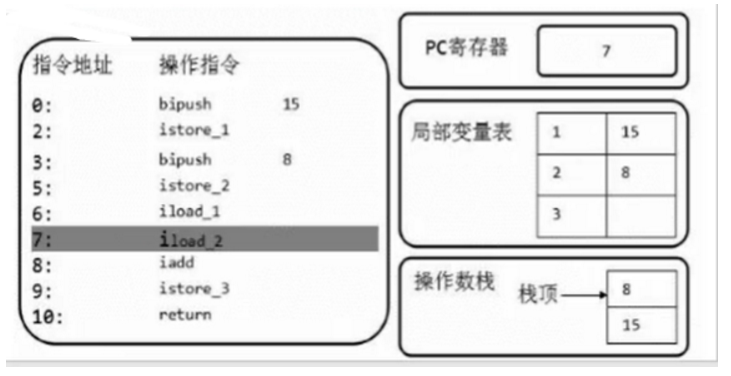 指令地址 操作指令
0: bipush 15
2: istore_1
3: bipush 8
5: istore_2
6: iload_1
7: iload_2
8: iadd
9: istore_3
10: return
PC寄存器 7
局部变量表
1 15
2 8
3
操作数栈
栈顶 8
15